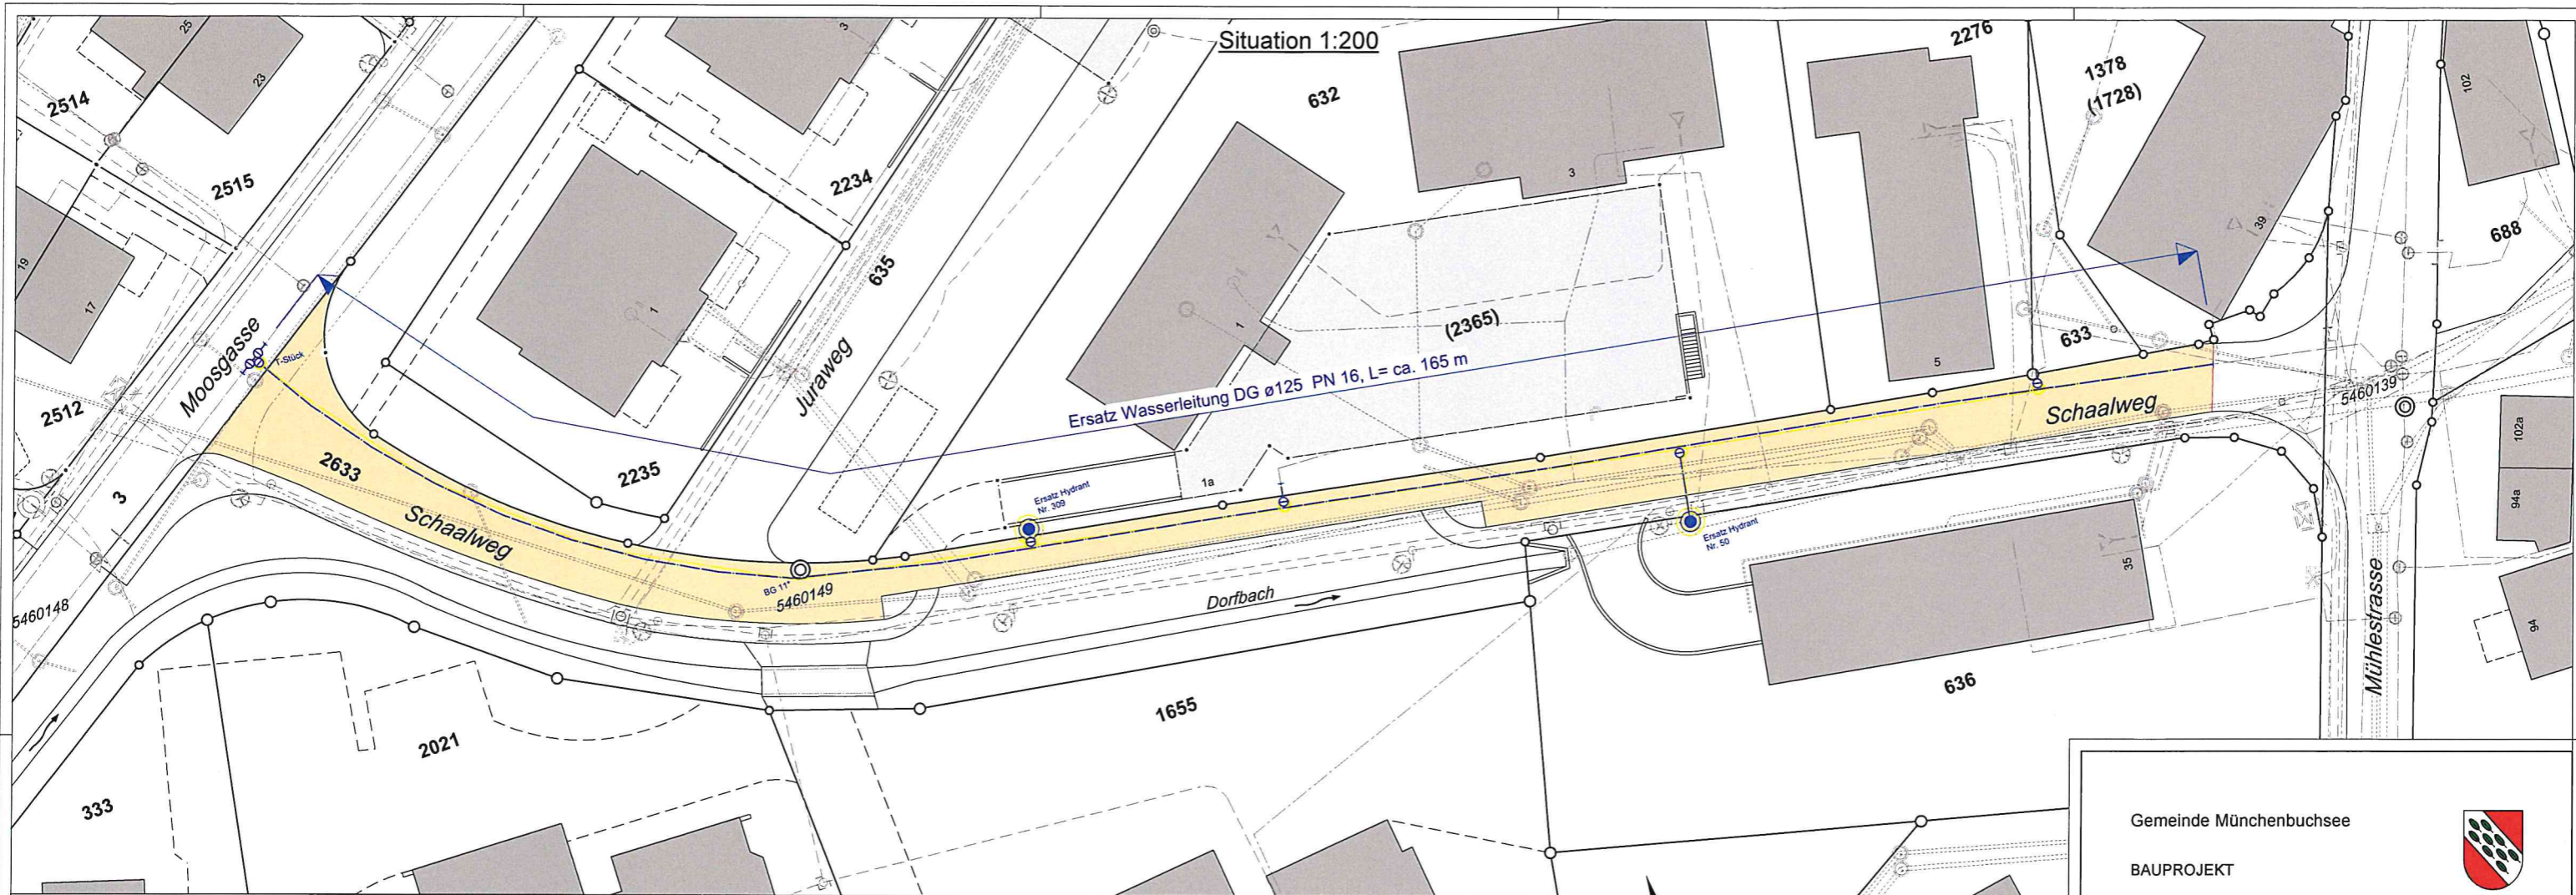 Situation 1:200
25
23
3
2514
2515
2234
632
2276
1378
(1728)
102
39
688
19
17
Moosgasse
T-Stück
1
635
Juraweg
1
3
(2365)
Ersatz Wasserleitung DG ø125 PN 16, L= ca. 165 m
5
633
Schaalweg
5460139
2512
3
2633
2235
Schaalweg
1a
Ersatz Hydrant
Nr. 309
Ersatz Hydrant
Nr. 50
102a
94a
94
35
5460148
BG 11*
5460149
Dorfbach
Mühlestrasse
1655
636
2021
333
Gemeinde Münchenbuchsee
BAUPROJEKT